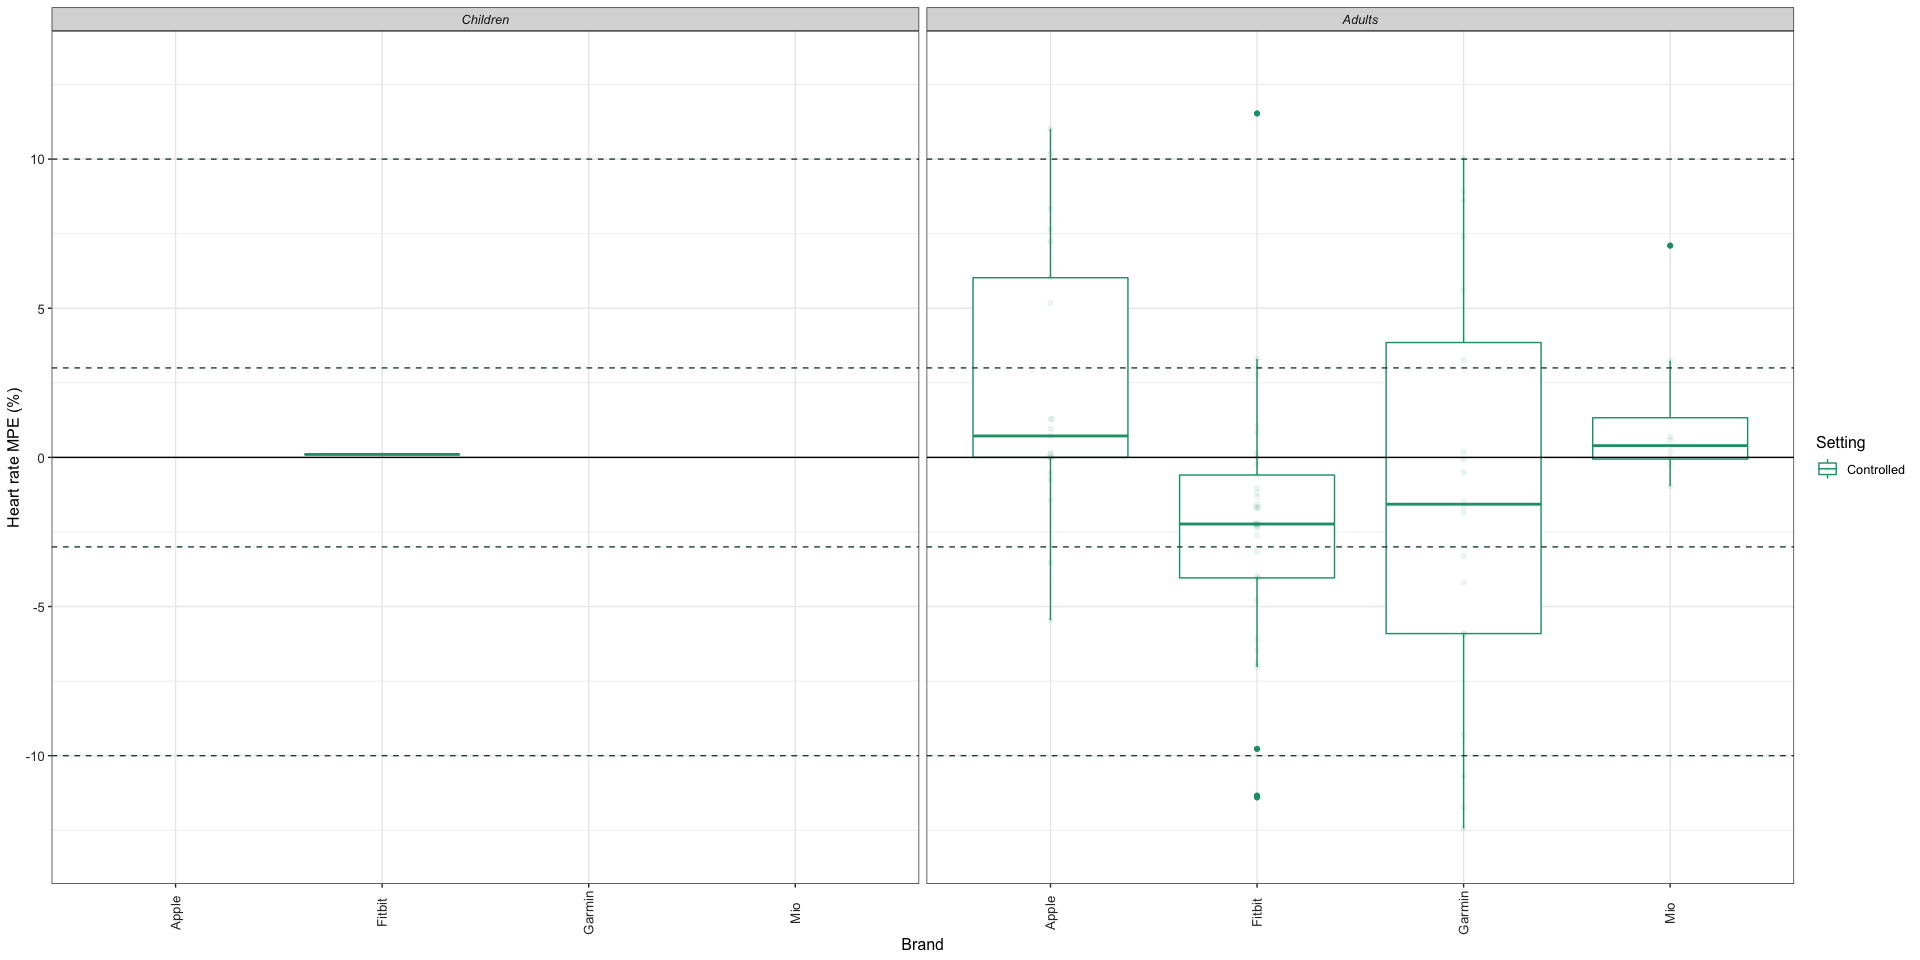 Children
Adults
Heart rate MPE (%)
10
5
0
-5
-10
Apple
Fitbit
Garmin
Mio
Apple
Fitbit
Garmin
Mio
Brand
Setting
Controlled